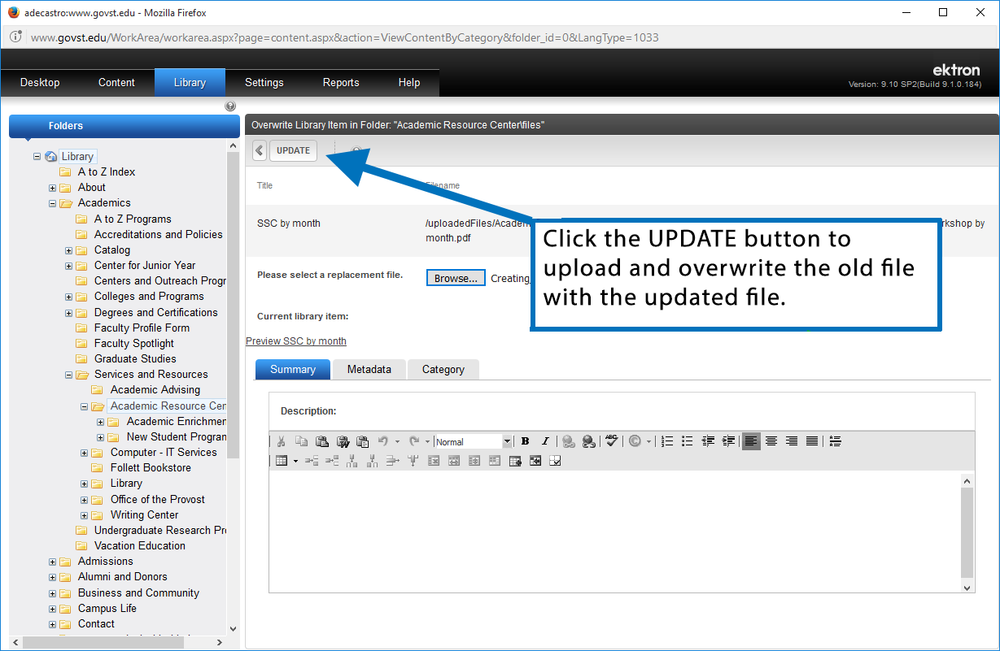 adecastro:www.govst.edu - Mozilla Firefox
www.govst.edu/WorkArea/workarea.aspx?page=content.aspx&action=ViewContentByCategory&folder_id=0&LangType=1033
ektron
Desktop Content Library Settings Reports Help
Version: 9.10 SP2(Build 9.1.0.184)
Folders
Overwrite Library Item in Folder: "Academic Resource Center\files"
UPDATE
Library
A to Z Index
About
Academics
A to Z Programs
Accreditations and Policies
Catalog
Center for Junior Year
Centers and Outreach Progr
Colleges and Programs
Degrees and Certifications
Faculty Profile Form
Faculty Spotlight
Graduate Studies
Services and Resources
Academic Advising
Academic Resource Cen
Academic Enrichmen
New Student Program
Computer - IT Services
Follett Bookstore
Library
Office of the Provost
Writing Center
Undergraduate Research Pr
Vacation Education
Admissions
Alumni and Donors
Business and Community
Campus Life
Contact
Title Filename
SSC by month /uploadedFiles/Academ rkshop by
month.pdf
Click the UPDATE button to
upload and overwrite the old file
with the updated file.
Please select a replacement file. Browse... Creating
Current library item:
Preview SSC by month
Summary Metadata Category
Description:
Normal B I ABC